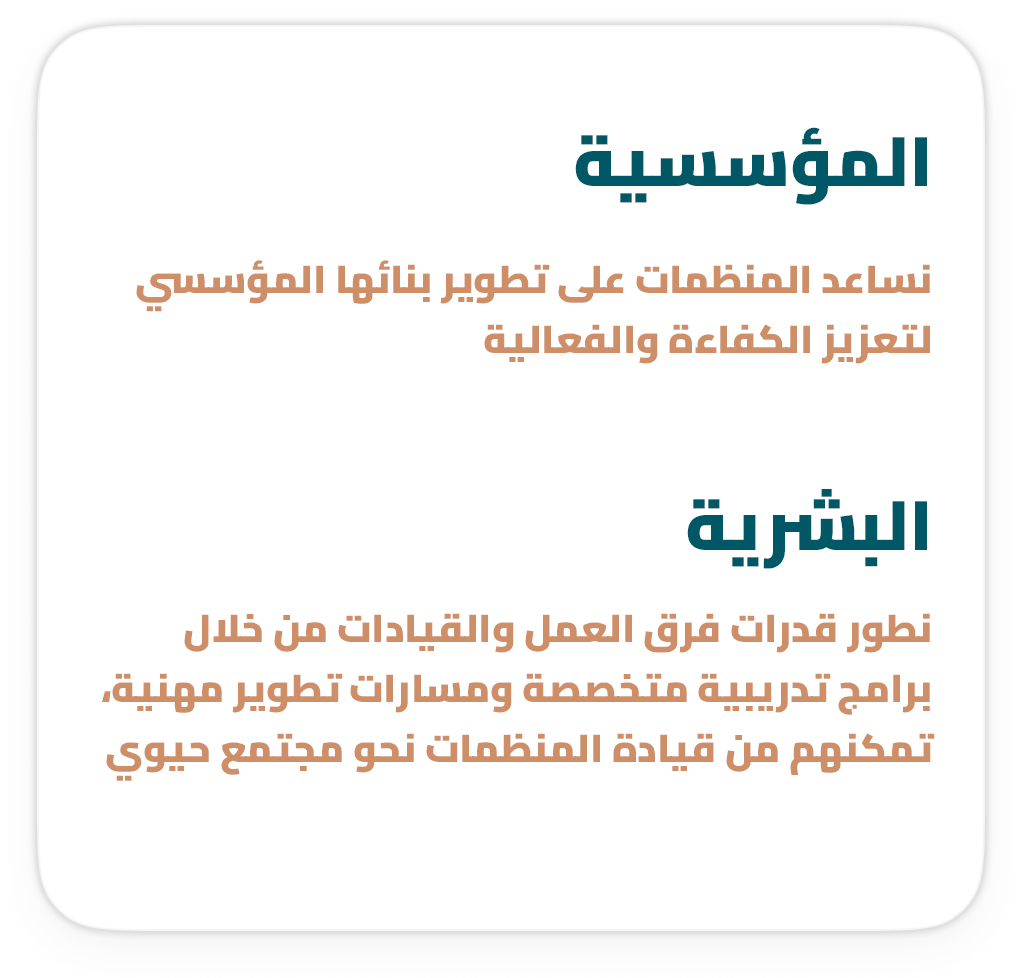 المؤسسية
نساعد المنظمات على تطوير بنائها المؤسسي
لتعزيز الكفاءة والفعالية
البشرية
نطور قدرات فرق العمل والقيادات من خلال
برامج تدريبية متخصصة ومسارات تطوير مهنية،
تمكنهم من قيادة المنظمات نحو مجتمع حيوي